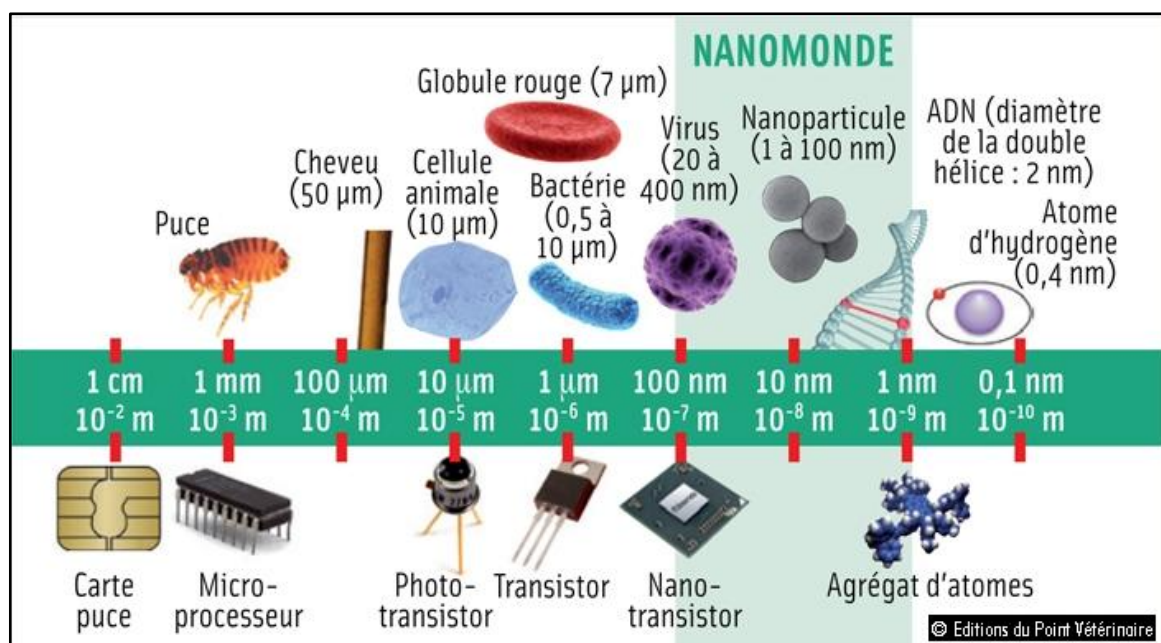 NANOMONDE
Globule rouge (7 µm)
Cheveu
(50 µm)
Cellule
animale
(10 µm)
Bactérie
(0,5 à
10 µm)
Virus
(20 à
400 nm)
Nanoparticule
(1 à 100 nm)
ADN (diamètre
de la double
hélice : 2 nm)
Atome
d'hydrogène
(0,4 nm)
Puce
1 cm
10⁻² m
1 mm
10⁻³ m
100 µm
10⁻⁴ m
10 µm
10⁻⁵ m
1 µm
10⁻⁶ m
100 nm
10⁻⁷ m
10 nm
10⁻⁸ m
1 nm
10⁻⁹ m
0,1 nm
10⁻¹⁰ m
Carte
puce
Micro-
processeur
Photo-
transistor
Transistor
Nano-
transistor
Agrégat d'atomes
© Editions du Point Vétérinaire